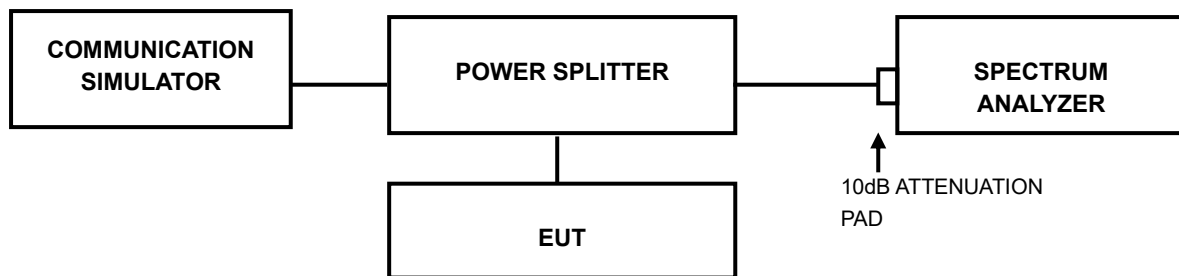 COMMUNICATION
SIMULATOR
POWER SPLITTER
SPECTRUM
ANALYZER
10dB ATTENUATION
PAD
EUT